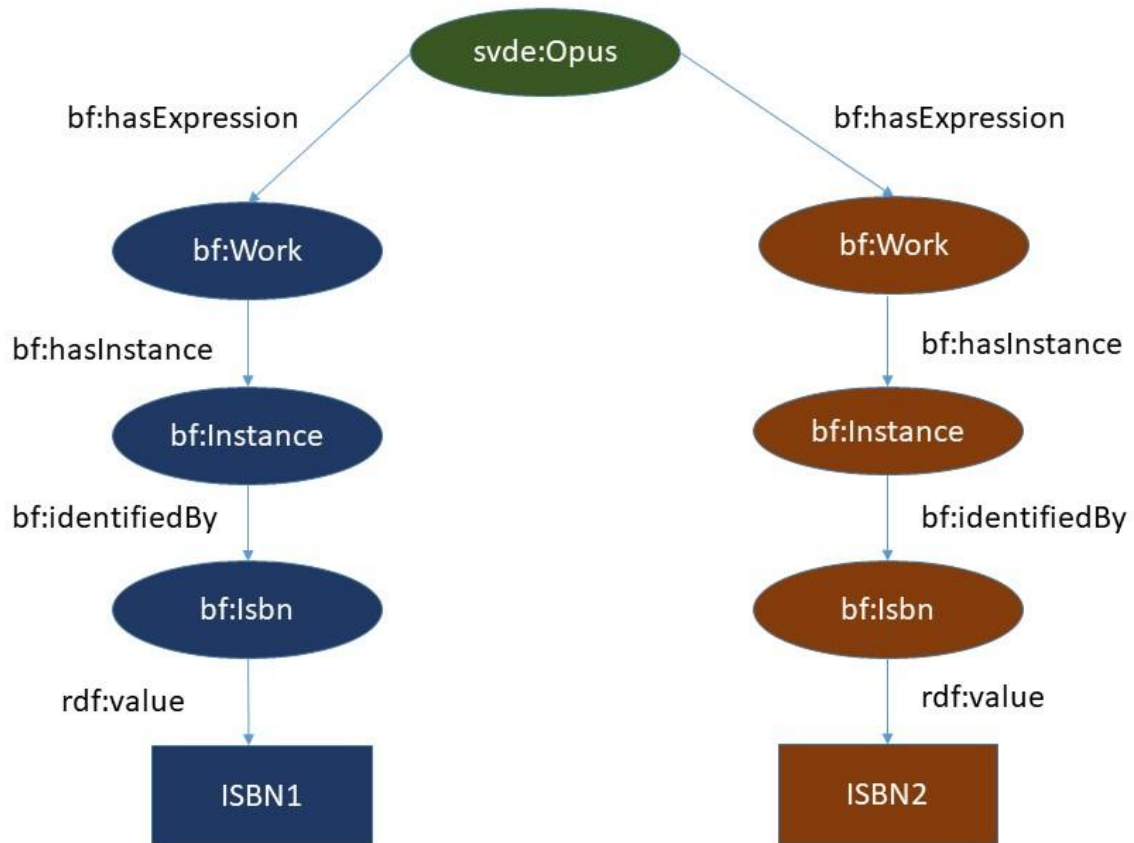 svde:Opus
bf:hasExpression
bf:hasExpression
bf:Work
bf:Work
bf:hasInstance
bf:hasInstance
bf:Instance
bf:Instance
bf:identifiedBy
bf:identifiedBy
bf:Isbn
bf:Isbn
rdf:value
rdf:value
ISBN1
ISBN2